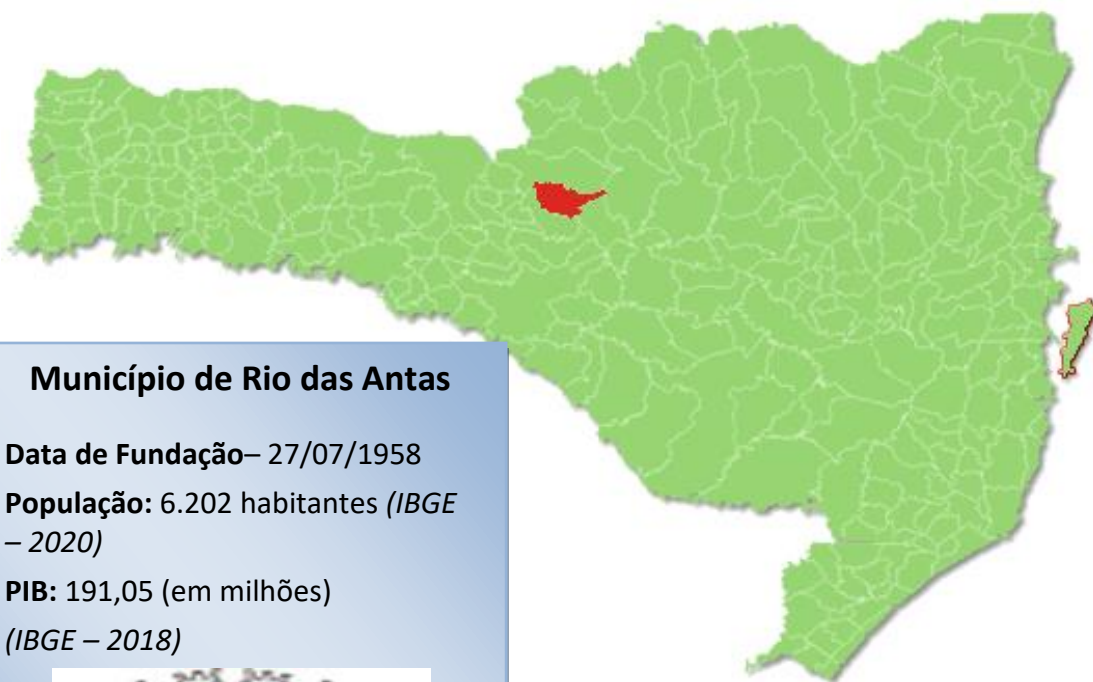 Município de Rio das Antas
Data de Fundação– 27/07/1958
População: 6.202 habitantes (IBGE
– 2020)
PIB: 191,05 (em milhões)
(IBGE – 2018)